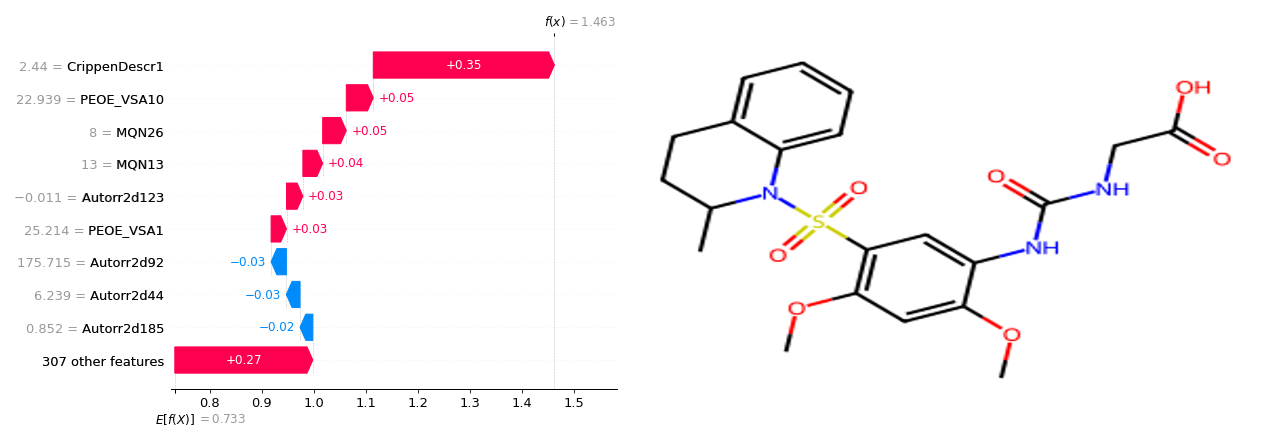 f(x) = 1.463
2.44 = CrippenDescr1
+0.35
22.939 = PEOE_VSA10
+0.05
8 = MQN26
+0.05
13 = MQN13
+0.04
−0.011 = Autorr2d123
+0.03
25.214 = PEOE_VSA1
+0.03
175.715 = Autorr2d92
−0.03
6.239 = Autorr2d44
−0.03
0.852 = Autorr2d185
−0.02
307 other features
+0.27
0.8 0.9 1.0 1.1 1.2 1.3 1.4 1.5
E[f(X)] = 0.733
OH
O
NH
O
NH
N
S
O
O
O
O